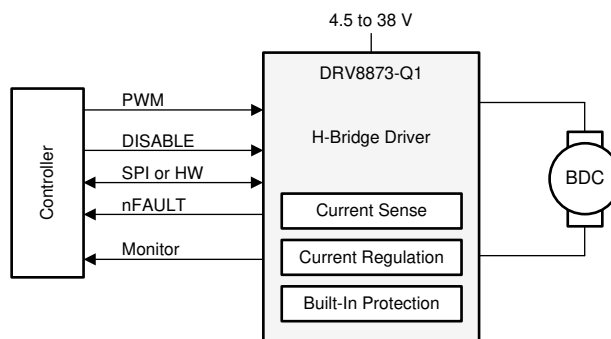 4.5 to 38 V
DRV8873-Q1
H-Bridge Driver
Controller
PWM
DISABLE
SPI or HW
nFAULT
Monitor
Current Sense
Current Regulation
Built-In Protection
BDC